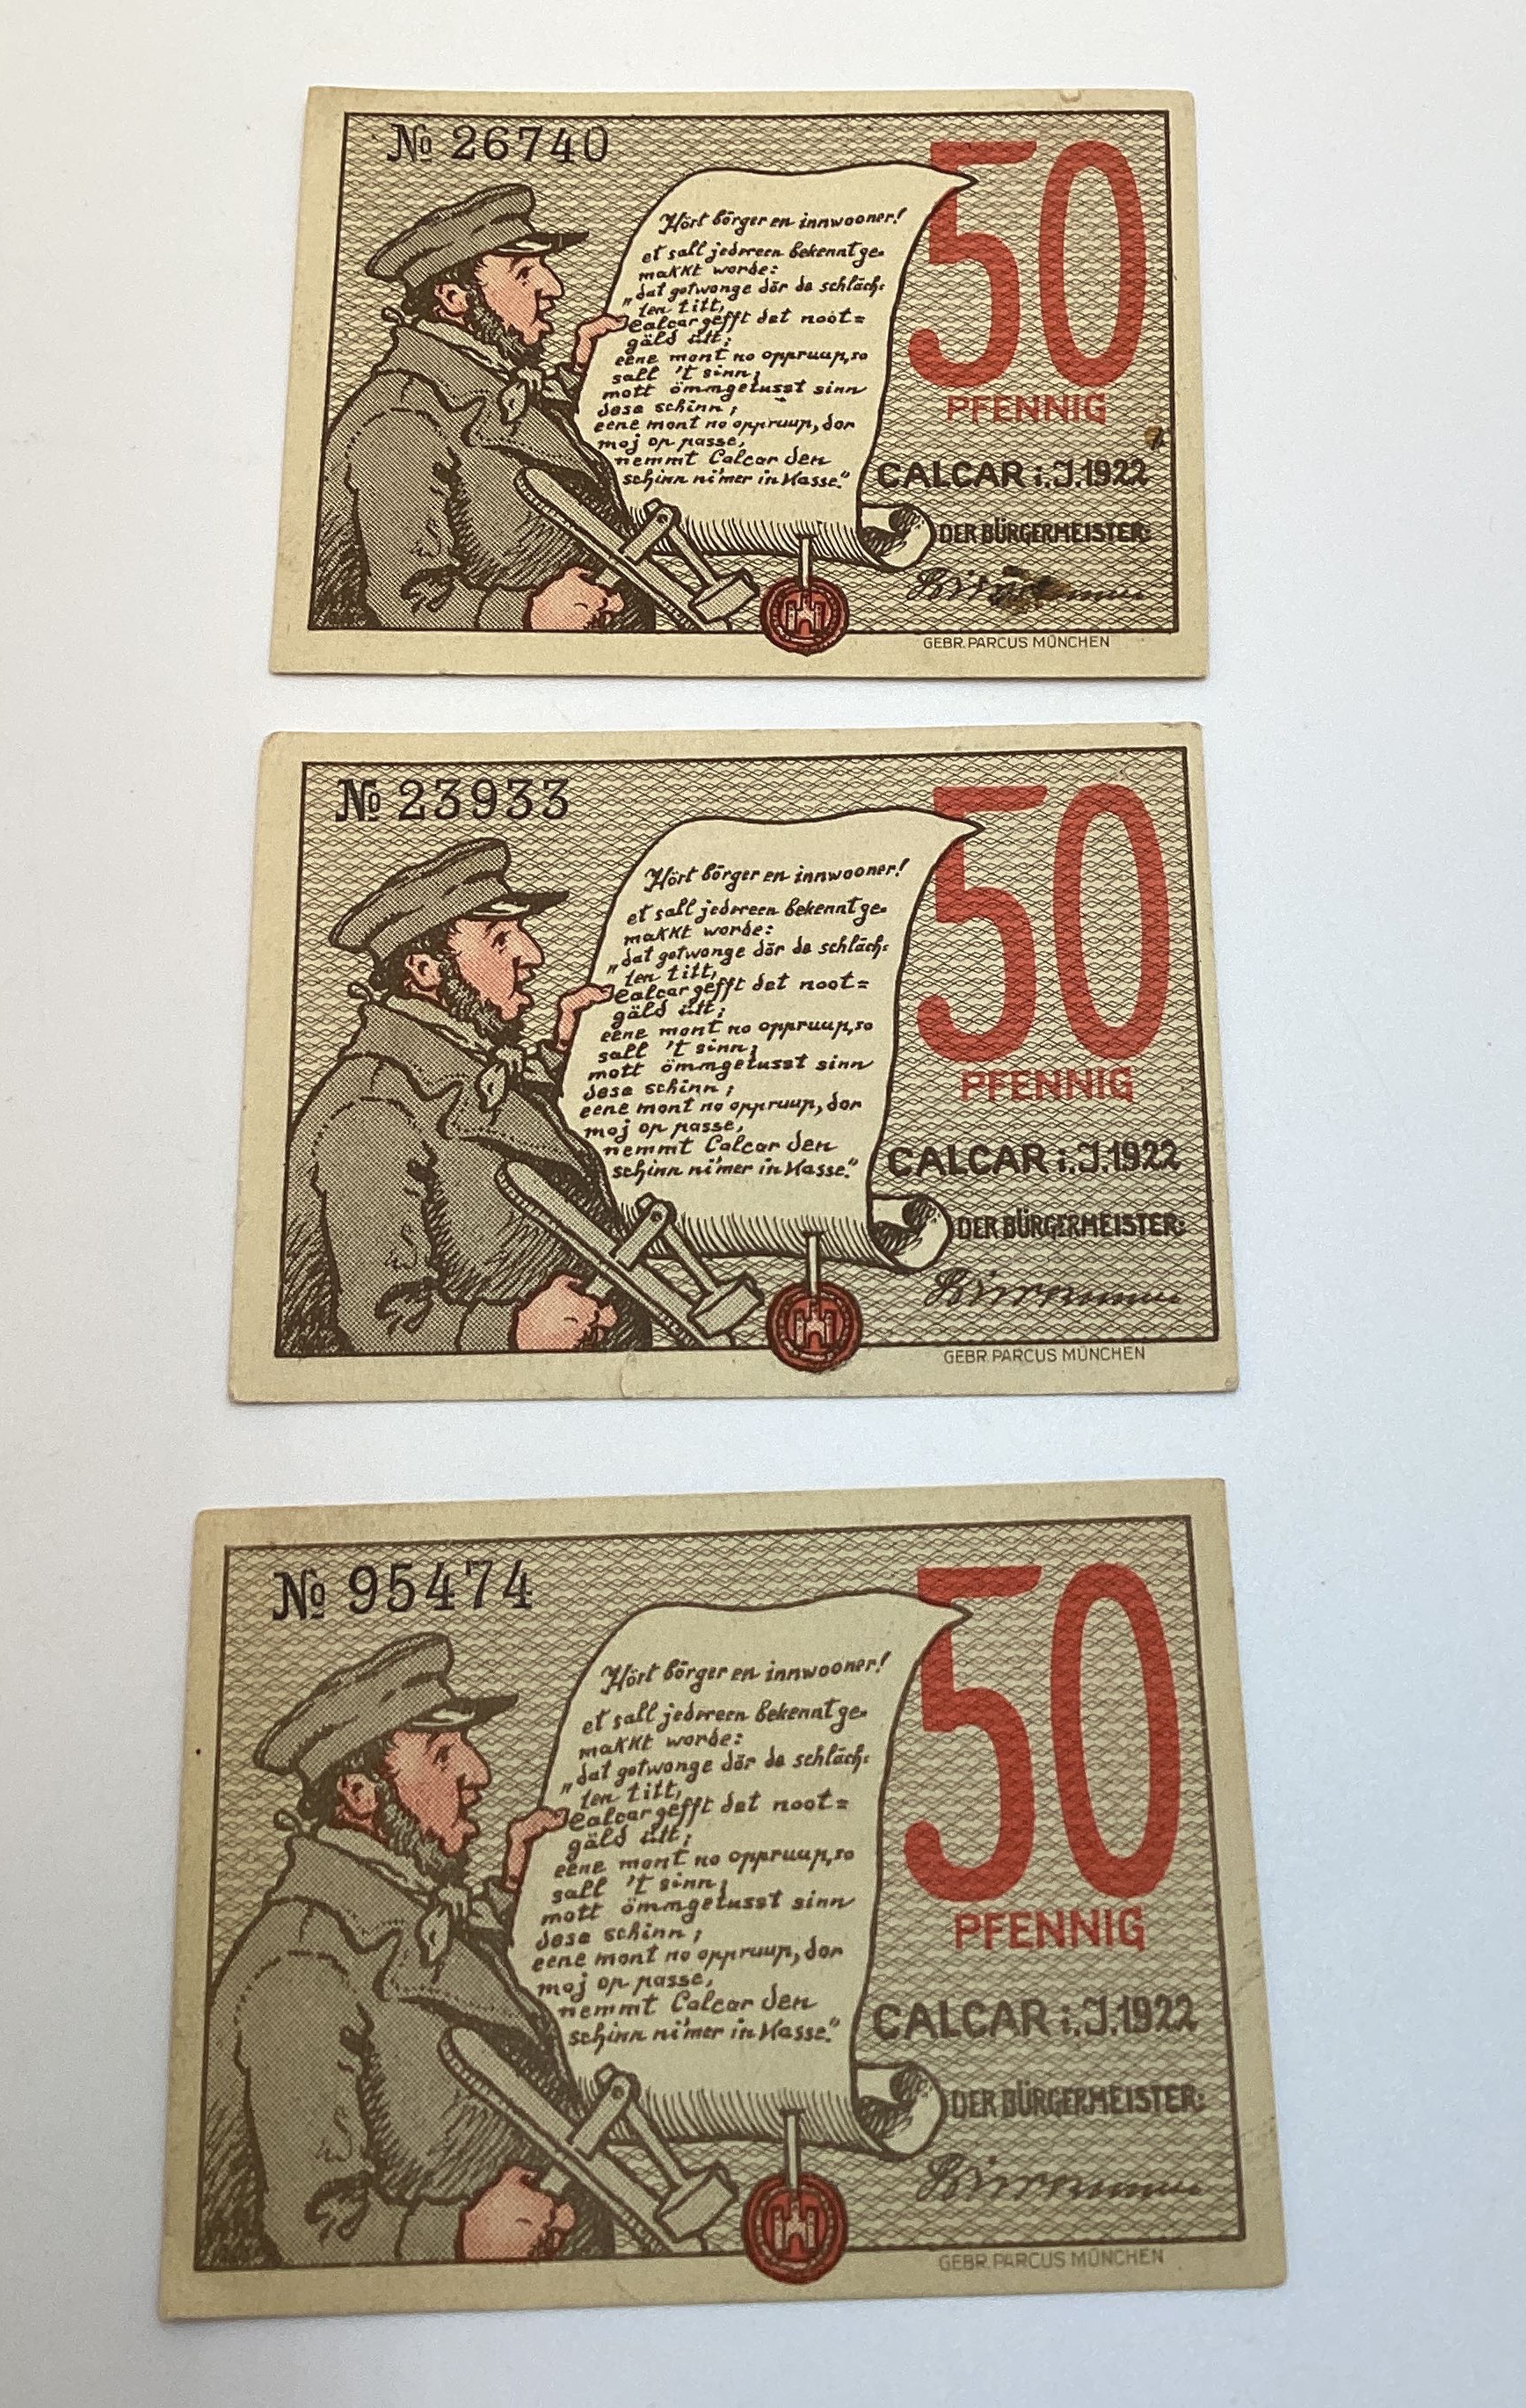 № 26740
Hört börger en innwooner!
et sall jedereen bekennt ge-
makkt worde:
"dat gotwonge dör de schläch-
ten titt,
Calcar gefft det noot=
gäld ütt;
eene mont no oppruup, so
sall 't sinn;
mott ömmgetusst sinn
dese schinn;
eene mont no oppruup, dor
moj op passe,
nemmt Calcar den
schinn ni'mer in Kasse."
50
PFENNIG
CALCAR i.J.1922
DER BÜRGERMEISTER:
GEBR. PARCUS MÜNCHEN
№ 23933
Hört börger en innwooner!
et sall jedereen bekennt ge-
makkt worde:
"dat gotwonge dör de schläch-
ten titt,
Calcar gefft det noot=
gäld ütt;
eene mont no oppruup, so
sall 't sinn;
mott ömmgetusst sinn
dese schinn;
eene mont no oppruup, dor
moj op passe,
nemmt Calcar den
schinn ni'mer in Kasse."
50
PFENNIG
CALCAR i.J.1922
DER BÜRGERMEISTER:
GEBR. PARCUS MÜNCHEN
№ 95474
Hört börger en innwooner!
et sall jedereen bekennt ge-
makkt worde:
"dat gotwonge dör de schläch-
ten titt,
Calcar gefft det noot=
gäld ütt;
eene mont no oppruup, so
sall 't sinn;
mott ömmgetusst sinn
dese schinn;
eene mont no oppruup, dor
moj op passe,
nemmt Calcar den
schinn ni'mer in Kasse."
50
PFENNIG
CALCAR i.J.1922
DER BÜRGERMEISTER:
GEBR. PARCUS MÜNCHEN